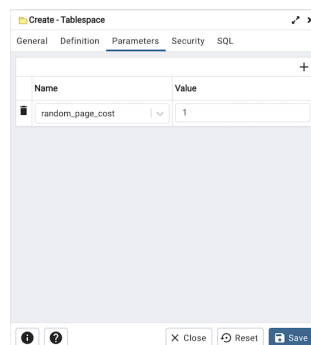 Create - Tablespace
General Definition Parameters Security SQL
Name Value
random_page_cost 1
Close Reset Save